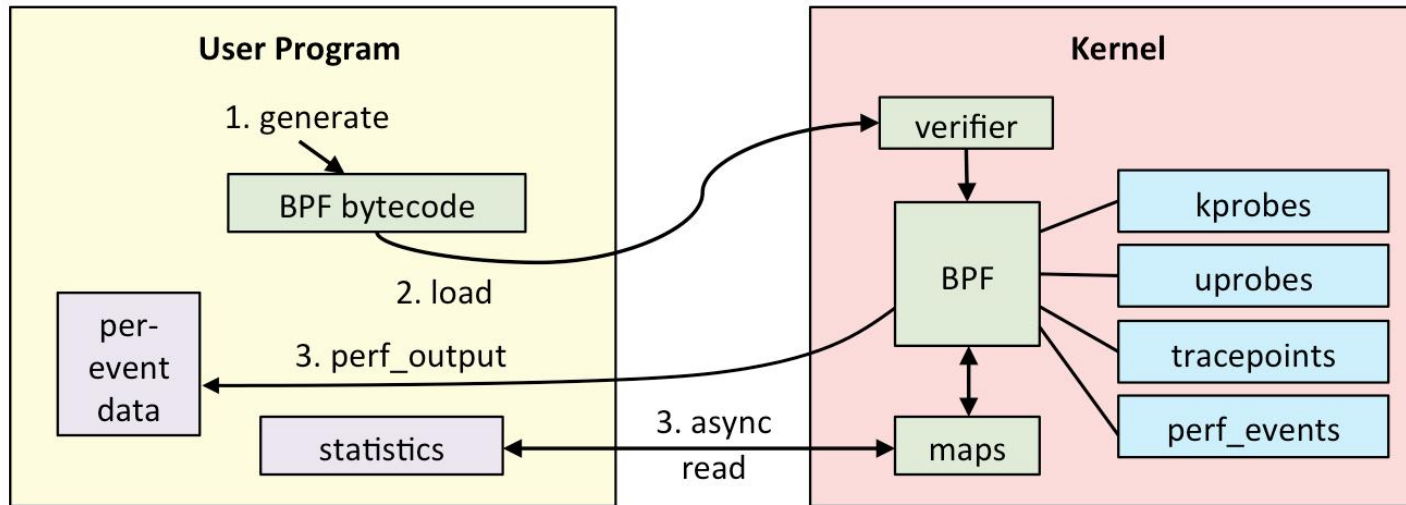 User Program
1. generate
BPF bytecode
2. load
per-
event
data
3. perf_output
statistics
3. async
read
Kernel
verifier
BPF
maps
kprobes
uprobes
tracepoints
perf_events